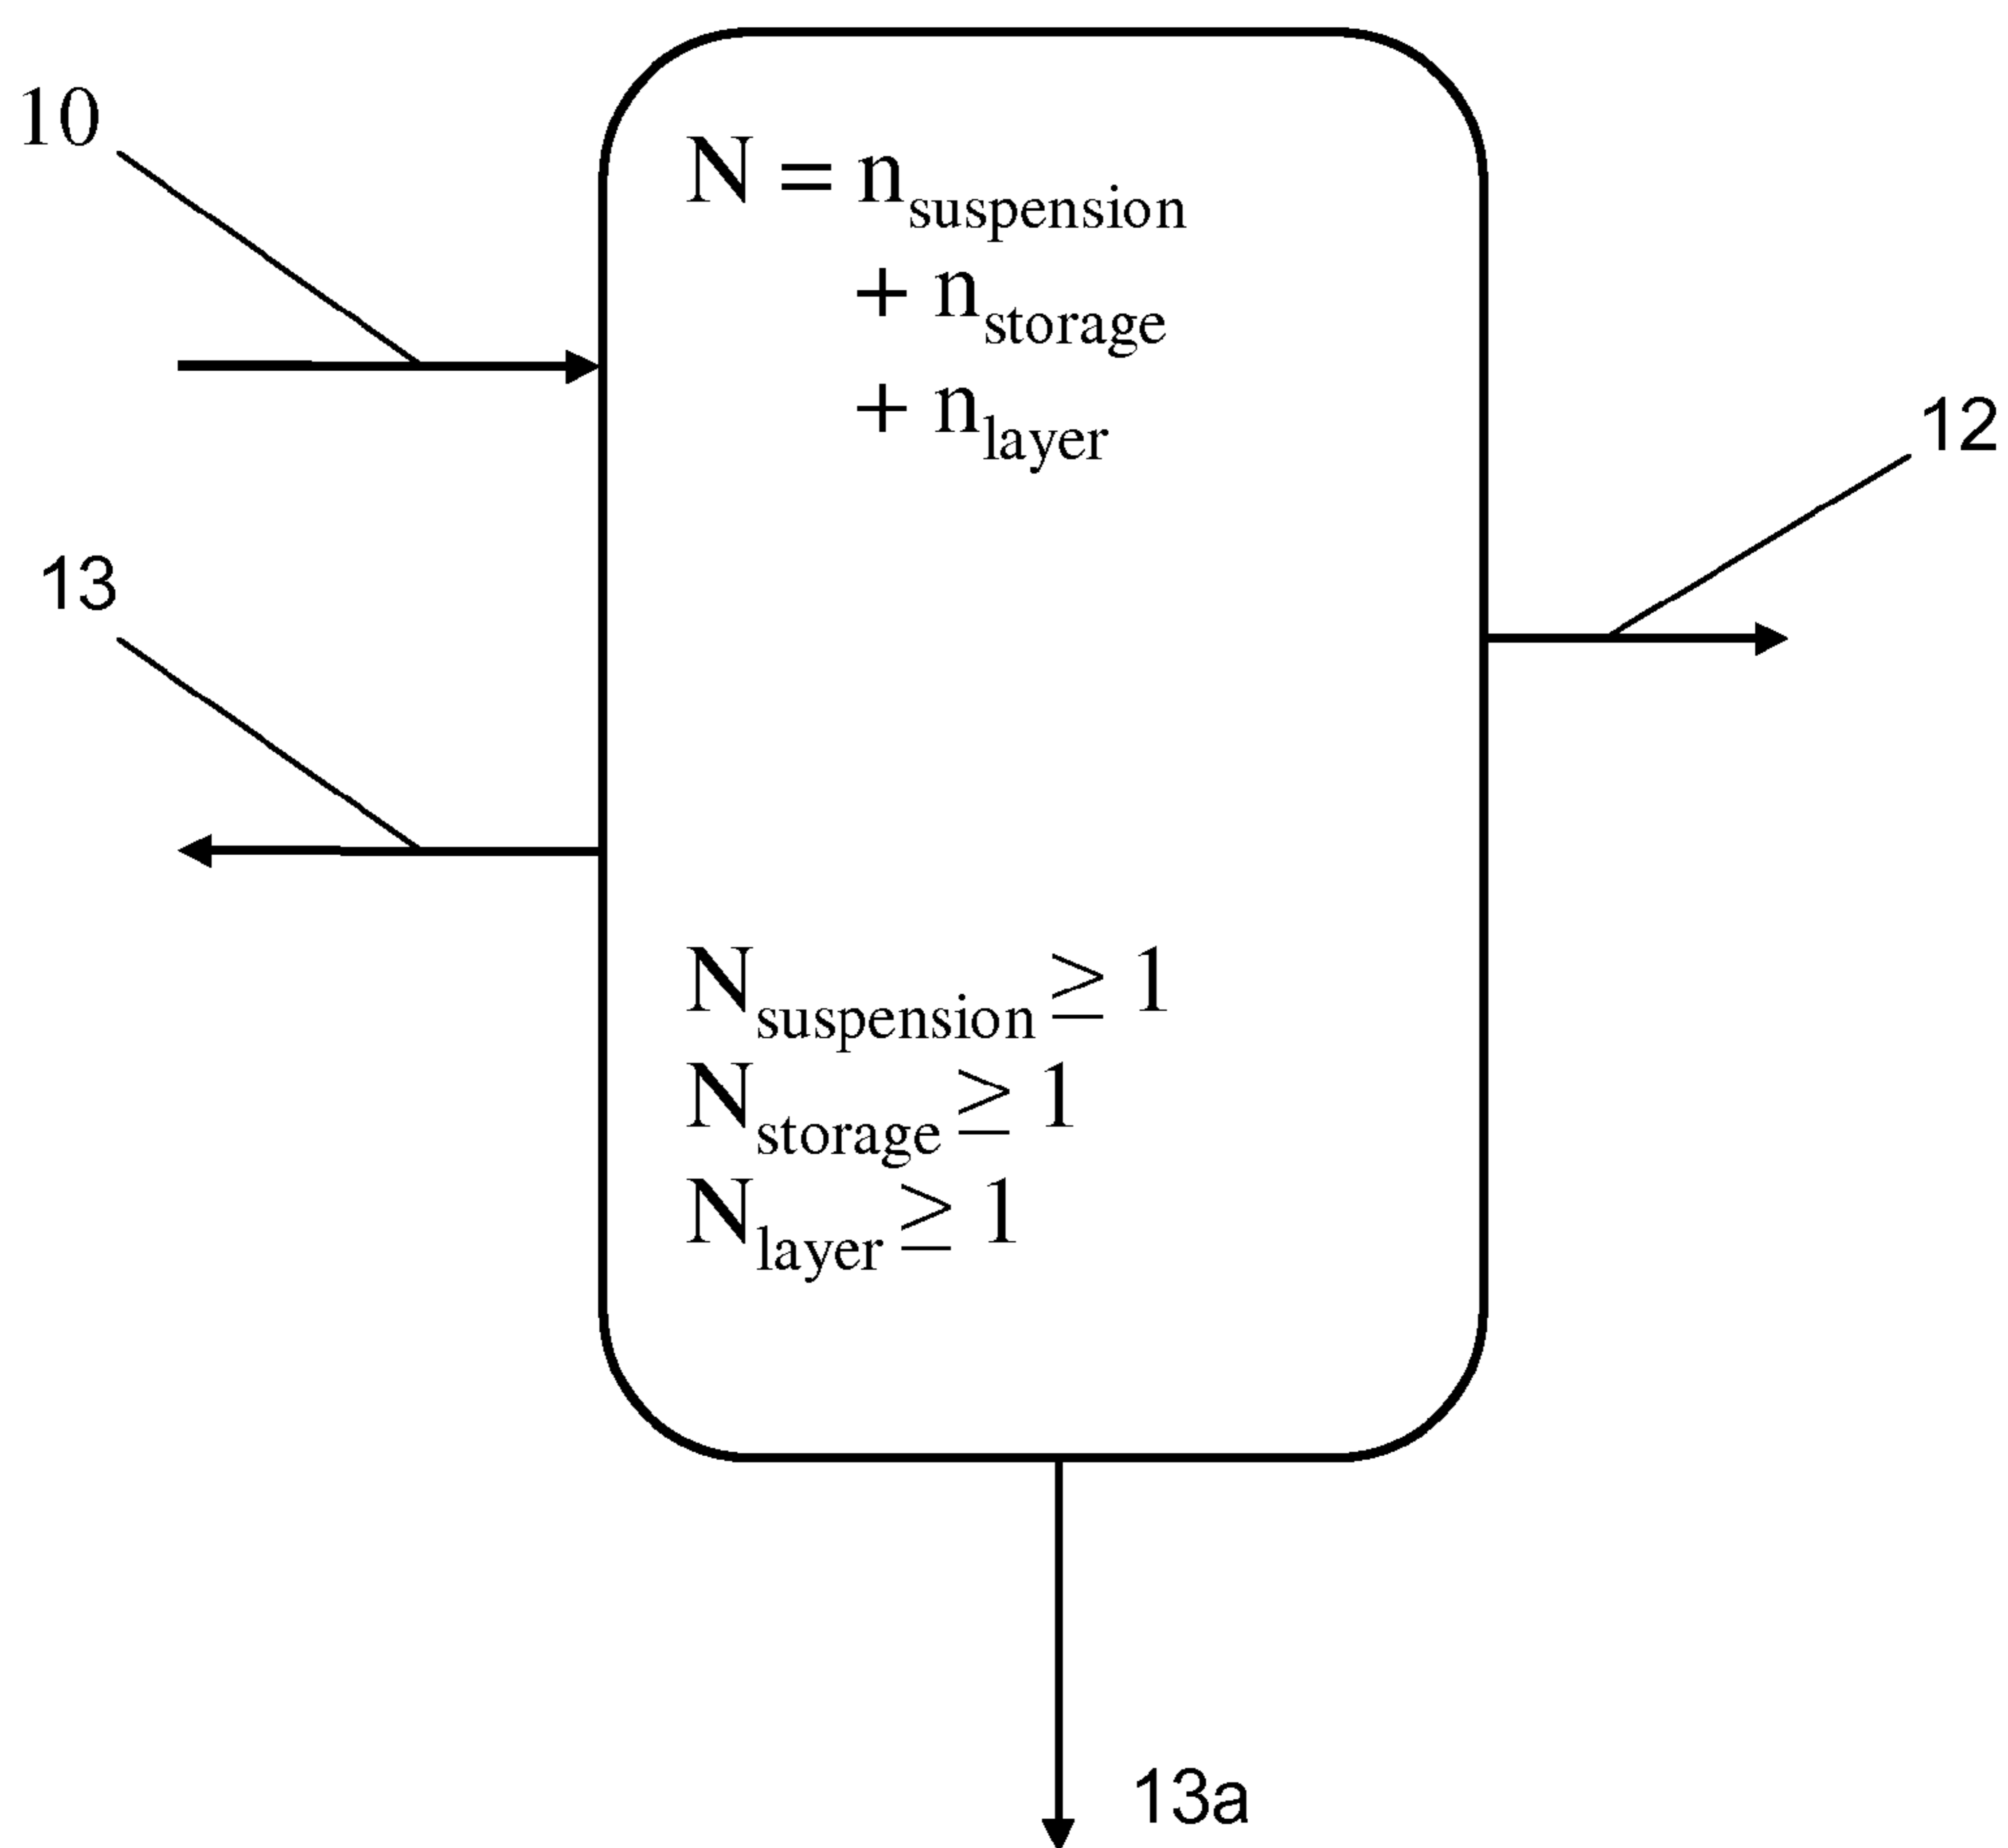 10
N = nsuspension
+ nstorage
+ nlayer
12
13
Nsuspension ≥ 1
Nstorage ≥ 1
Nlayer ≥ 1
13a